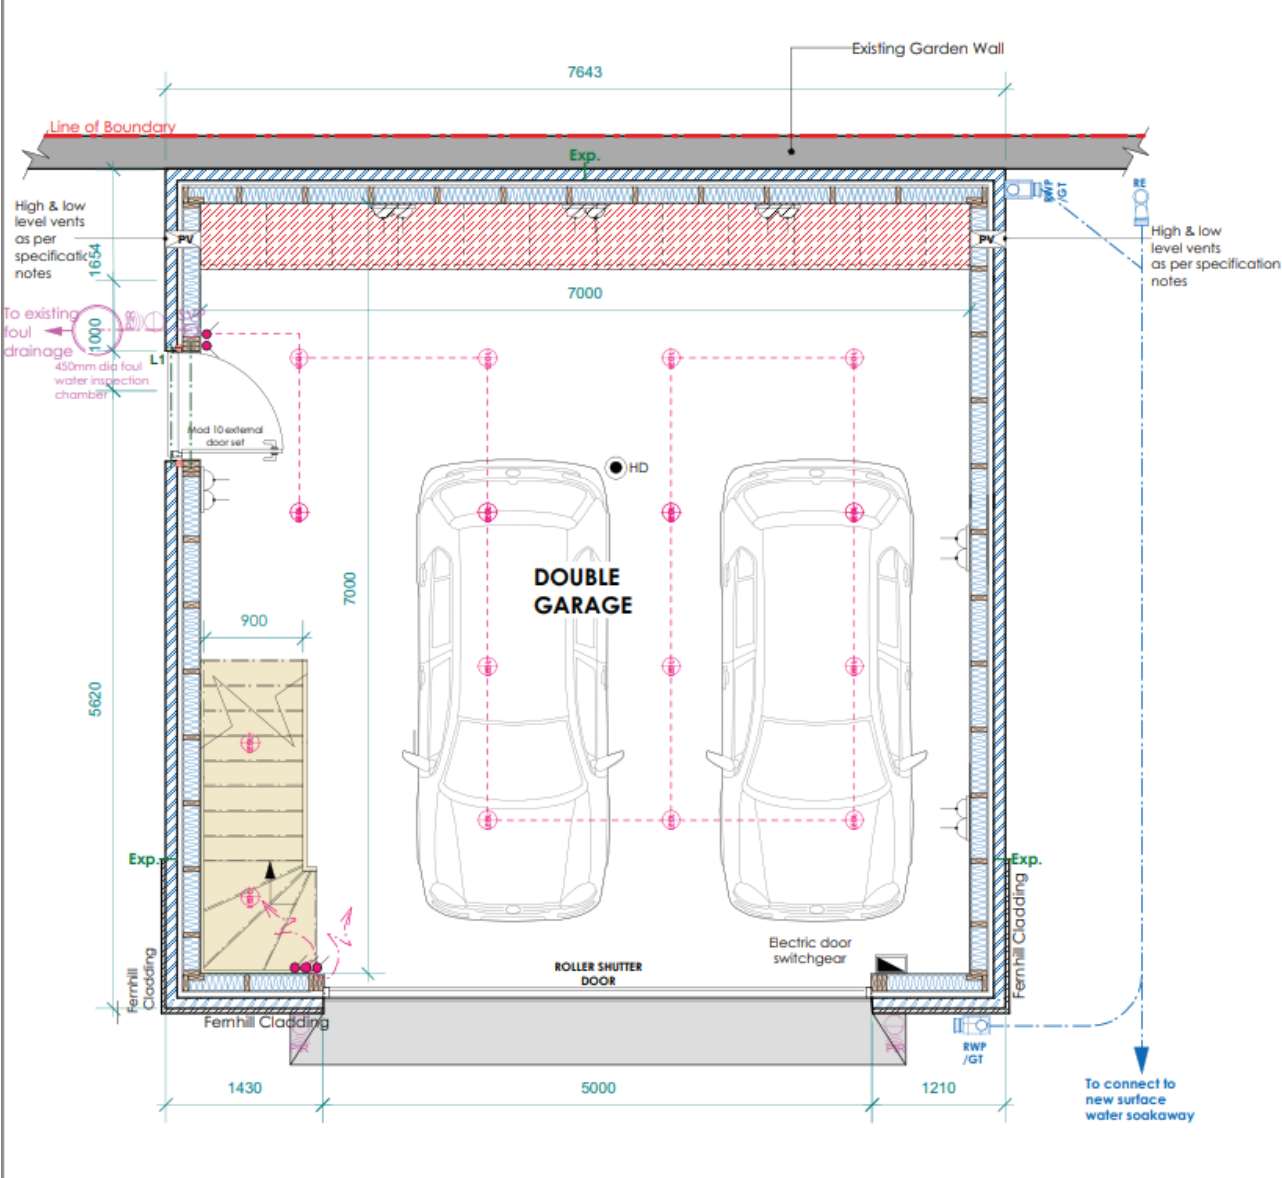 Existing Garden Wall
7643
Line of Boundary
Exp.
RWP
/GT
RE
High & low
level vents
as per
specification
notes
PV
PV
High & low
level vents
as per specification
notes
1654
7000
To existing
foul
drainage
1000
L1
450mm dia foul
water inspection
chamber
Mod 10 external
door set
HD
DOUBLE
GARAGE
7000
900
5620
Exp.
Exp.
Fernhill Cladding
Electric door
switchgear
ROLLER SHUTTER
DOOR
Fernhill
Cladding
Fernhill Cladding
RWP
/GT
PIR
PIR
1430
5000
1210
To connect to
new surface
water soakaway